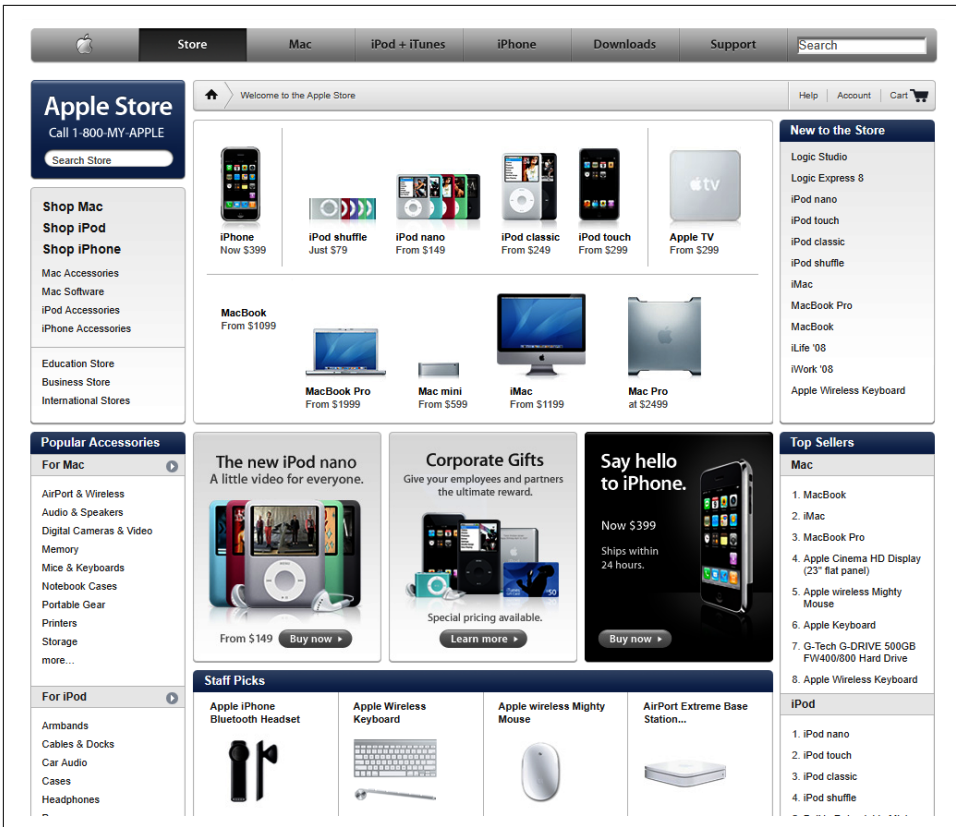 Store
Mac
iPod + iTunes
iPhone
Downloads
Support
Search
Apple Store
Call 1-800-MY-APPLE
Search Store
Welcome to the Apple Store
Help
Account
Cart
Shop Mac
Shop iPod
Shop iPhone
Mac Accessories
Mac Software
iPod Accessories
iPhone Accessories
Education Store
Business Store
International Stores
iPhone
Now $399
iPod shuffle
Just $79
iPod nano
From $149
iPod classic
From $249
iPod touch
From $299
tv
Apple TV
From $299
MacBook
From $1099
MacBook Pro
From $1999
Mac mini
From $599
iMac
From $1199
Mac Pro
at $2499
New to the Store
Logic Studio
Logic Express 8
iPod nano
iPod touch
iPod classic
iPod shuffle
iMac
MacBook Pro
MacBook
iLife '08
iWork '08
Apple Wireless Keyboard
Popular Accessories
For Mac
AirPort & Wireless
Audio & Speakers
Digital Cameras & Video
Memory
Mice & Keyboards
Notebook Cases
Portable Gear
Printers
Storage
more...
For iPod
Armbands
Cables & Docks
Car Audio
Cases
Headphones
The new iPod nano
A little video for everyone.
From $149
Buy now
Corporate Gifts
Give your employees and partners
the ultimate reward.
50
Special pricing available.
Learn more
Say hello
to iPhone.
Now $399
Ships within
24 hours.
Buy now
Staff Picks
Apple iPhone
Bluetooth Headset
Apple Wireless
Keyboard
Apple wireless Mighty
Mouse
AirPort Extreme Base
Station...
Top Sellers
Mac
1. MacBook
2. iMac
3. MacBook Pro
4. Apple Cinema HD Display
(23" flat panel)
5. Apple wireless Mighty
Mouse
6. Apple Keyboard
7. G-Tech G-DRIVE 500GB
FW400/800 Hard Drive
8. Apple Wireless Keyboard
iPod
1. iPod nano
2. iPod touch
3. iPod classic
4. iPod shuffle